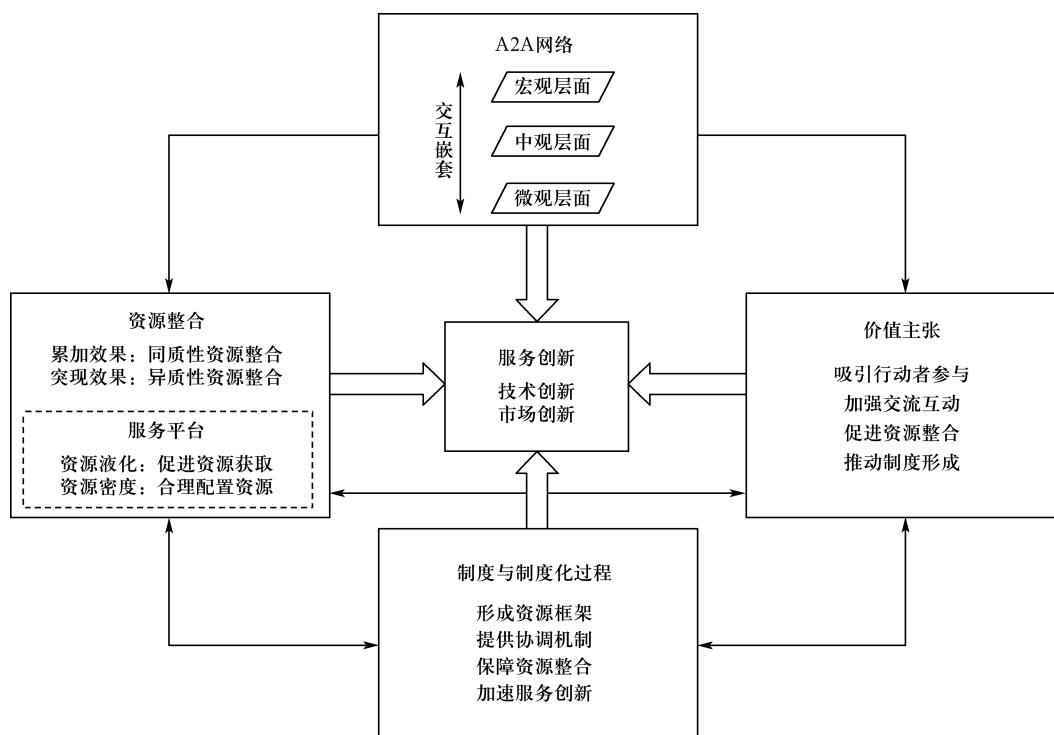 A2A网络
宏观层面
交互嵌套
中观层面
微观层面
资源整合
累加效果：同质性资源整合
突现效果：异质性资源整合
服务平台
资源液化：促进资源获取
资源密度：合理配置资源
服务创新
技术创新
市场创新
价值主张
吸引行动者参与
加强交流互动
促进资源整合
推动制度形成
制度与制度化过程
形成资源框架
提供协调机制
保障资源整合
加速服务创新